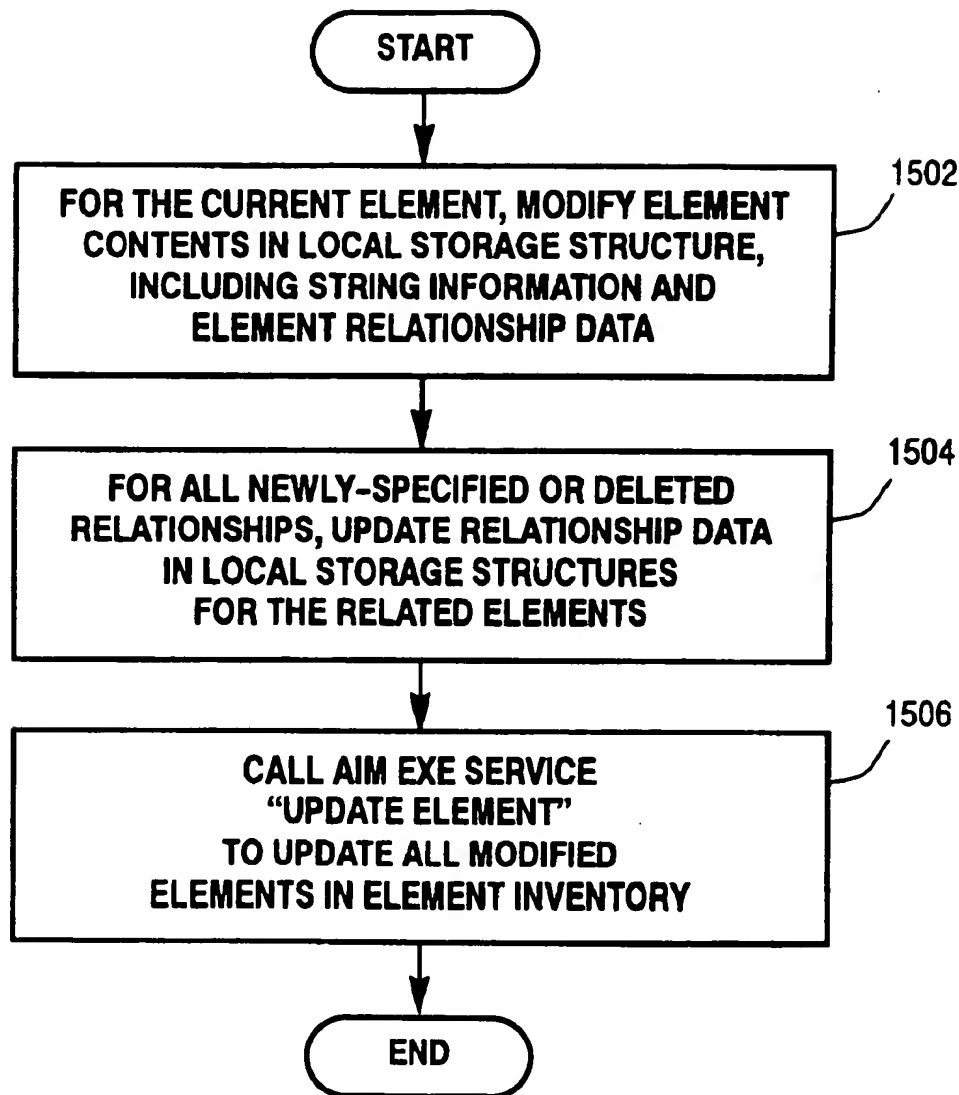 START
1502
FOR THE CURRENT ELEMENT, MODIFY ELEMENT
CONTENTS IN LOCAL STORAGE STRUCTURE,
INCLUDING STRING INFORMATION AND
ELEMENT RELATIONSHIP DATA
1504
FOR ALL NEWLY-SPECIFIED OR DELETED
RELATIONSHIPS, UPDATE RELATIONSHIP DATA
IN LOCAL STORAGE STRUCTURES
FOR THE RELATED ELEMENTS
1506
CALL AIM EXE SERVICE
“UPDATE ELEMENT”
TO UPDATE ALL MODIFIED
ELEMENTS IN ELEMENT INVENTORY
END